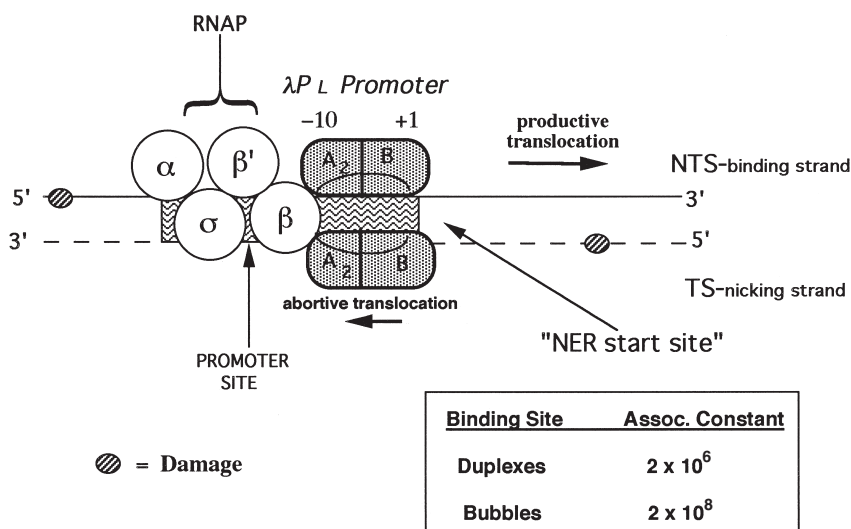 RNAP
λP L Promoter
−10 +1
productive
translocation
α β' A2 B
NTS-binding strand
5' 3'
σ β
3' 5'
A2 B
TS-nicking strand
abortive translocation
"NER start site"
PROMOTER
SITE
Binding Site Assoc. Constant
= Damage
Duplexes 2 x 10^6
Bubbles 2 x 10^8